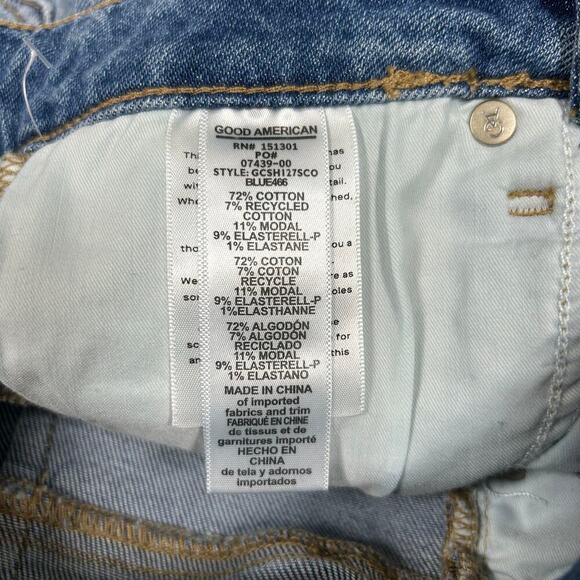 GOOD AMERICAN
RN# 151301
PO#
07439-00
STYLE: GCSH127SCO
BLUE466
72% COTTON
7% RECYCLED
COTTON
11% MODAL
9% ELASTERELL-P
1% ELASTANE
72% COTON
7% COTON
RECYCLE
11% MODAL
9% ELASTERELL-P
1%ELASTHANNE
72% ALGODÓN
7% ALGODÓN
RECICLADO
11% MODAL
9% ELASTERELL-P
1% ELASTANO
MADE IN CHINA
of imported
fabrics and trim
FABRIQUÉ EN CHINE
de tissus et de
garnitures importé
HECHO EN
CHINA
de tela y adornos
importados